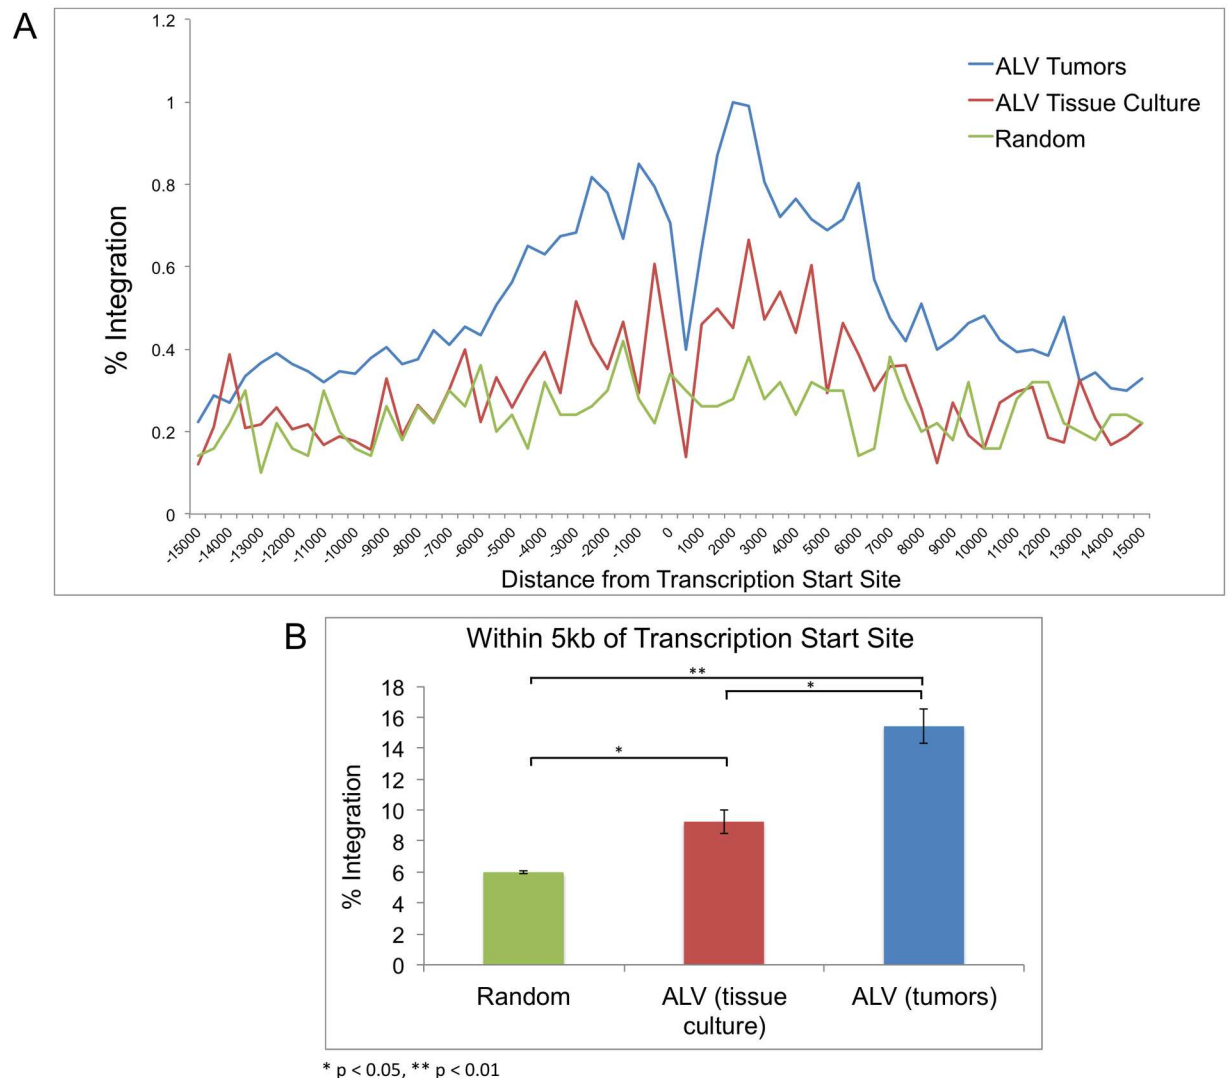 A
1.2
1
0.8
0.6
0.4
0.2
0
% Integration
ALV Tumors
ALV Tissue Culture
Random
-15000 -14000 -13000 -12000 -11000 -10000 -9000 -8000 -7000 -6000 -5000 -4000 -3000 -2000 -1000 0 1000 2000 3000 4000 5000 6000 7000 8000 9000 10000 11000 12000 13000 14000 15000
Distance from Transcription Start Site
B
Within 5kb of Transcription Start Site
**
*
*
18
16
14
12
10
8
6
4
2
0
% Integration
Random
ALV (tissue
culture)
ALV (tumors)
* p < 0.05, ** p < 0.01